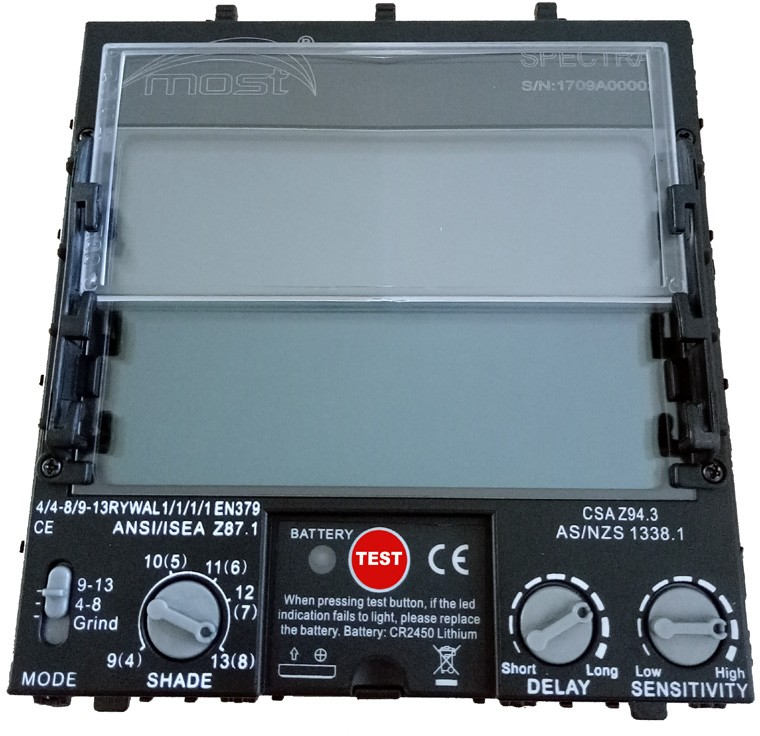 most®
SPECTRA
S/N:1709A0000
4/4-8/9-13RYWAL1/1/1/1 EN379
CE ANSI/ISEA Z87.1
CSA Z94.3
AS/NZS 1338.1
BATTERY TEST CE
When pressing test button, if the led
indication fails to light, please replace
the battery. Battery: CR2450 Lithium
9-13
4-8
Grind
MODE
9(4) 10(5) 11(6) 12(7) 13(8)
SHADE
Short Long
DELAY
Low High
SENSITIVITY